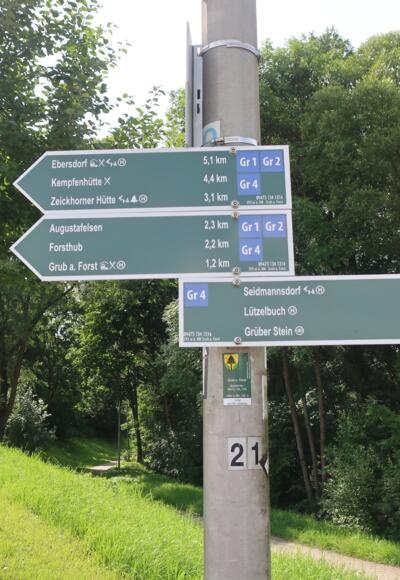 Ebersdorf 5,1 km
Kempfenhütte 4,4 km
Zeickhorner Hütte 3,1 km
Gr 1 Gr 2
Gr 4
Augustafelsen 2,3 km
Forsthub 2,2 km
Grub a. Forst H 1,2 km
Gr 1 Gr 2
Gr 4
Gr 4
Seidmannsdorf H
Lützelbuch H
Grüber Stein
21